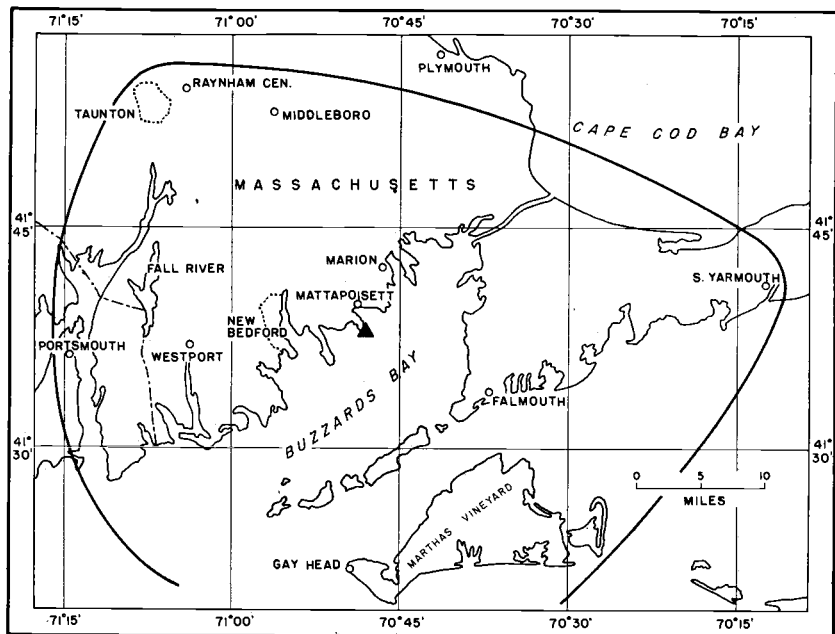 71° 15' 71° 00' 70° 45' 70° 30' 70° 15'
PLYMOUTH
RAYNHAM CEN.
TAUNTON
MIDDLEBORO
CAPE COD BAY
MASSACHUSETTS
41° 45' 41° 45'
MARION
FALL RIVER
S. YARMOUTH
MATTAPOISETT
NEW
BEDFORD
PORTSMOUTH
WESTPORT
BUZZARDS BAY
FALMOUTH
41° 30' 41° 30'
0 5 10
MILES
MARTHAS VINEYARD
GAY HEAD
71° 15' 71° 00' 70° 45' 70° 30' 70° 15'